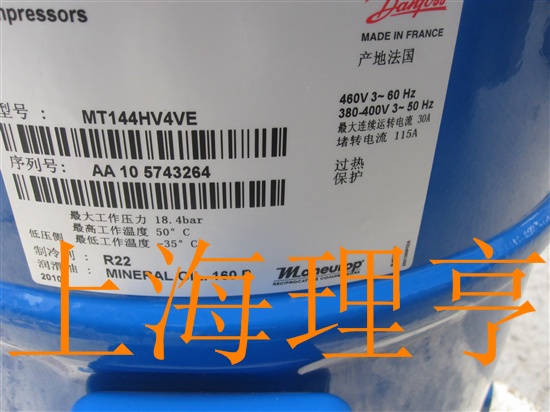 Danfoss
MADE IN FRANCE
产地法国
460V 3~ 60 Hz
380-400V 3~ 50 Hz
最大连续运转电流 30A
堵转电流 115A
过热
保护
型号: MT144HV4VE
序列号: AA 10 5743264
最大工作压力 18.4bar
最高工作温度 50° C
低压侧 最低工作温度 -35° C
制冷剂 : R22
润滑油 : MINERAL OIL 160 P
2010
Maneurop
上海理亨